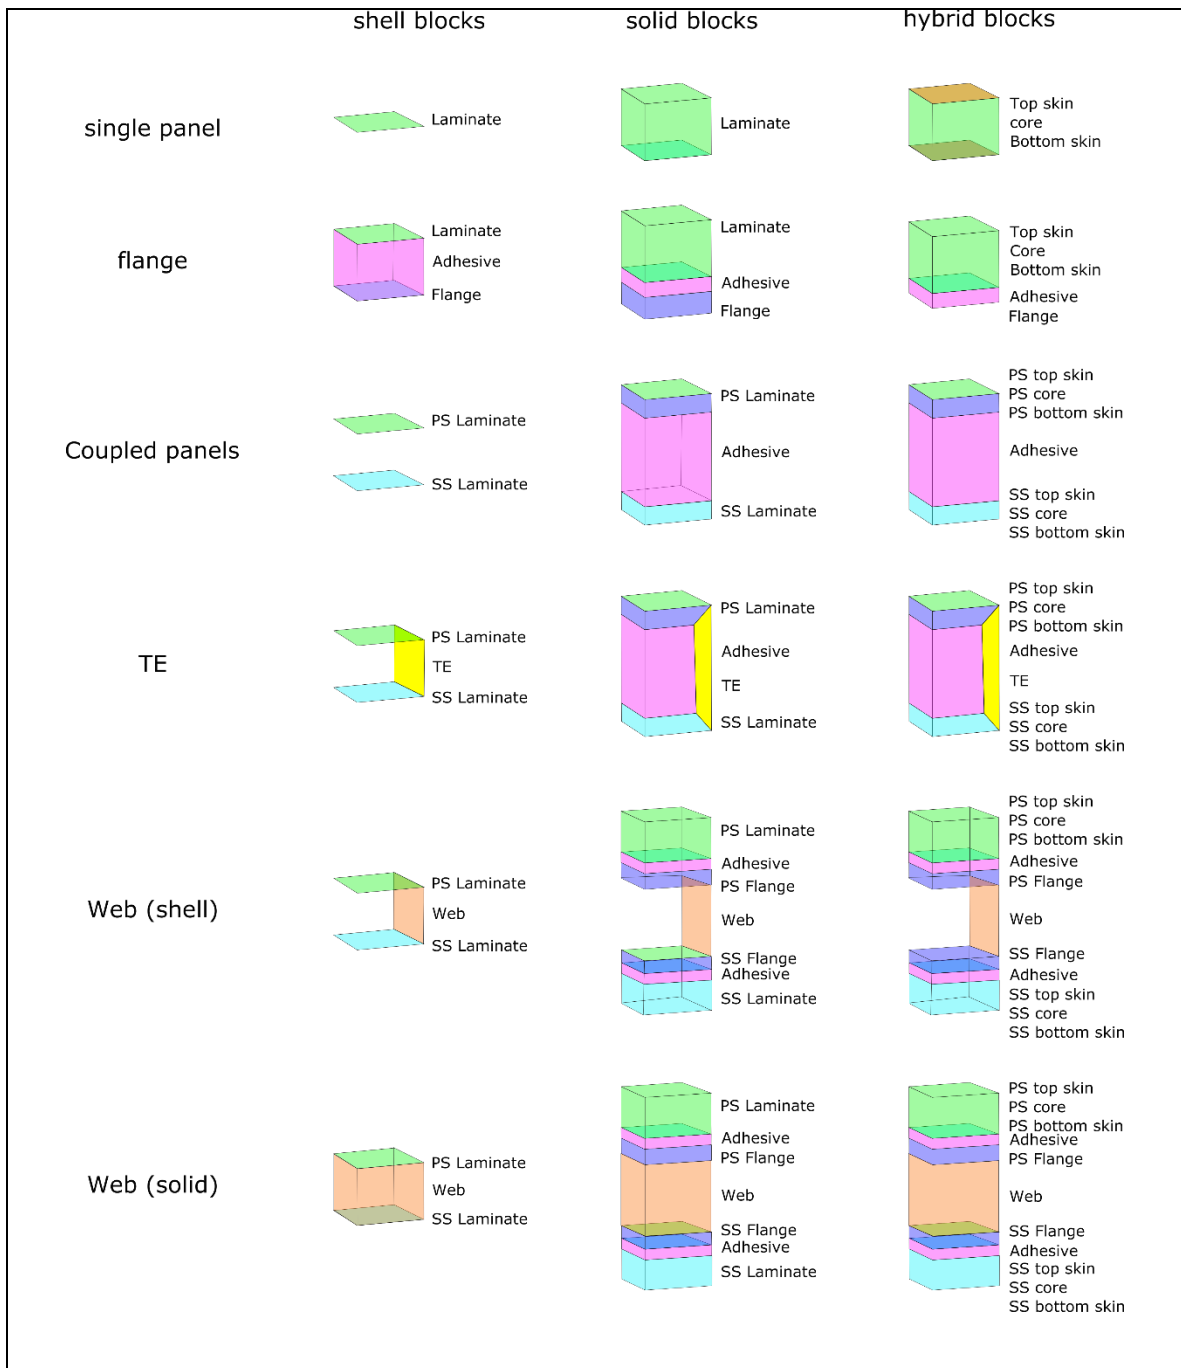 shell blocks
solid blocks
hybrid blocks
single panel
Laminate
Laminate
Top skin
core
Bottom skin
flange
Laminate
Adhesive
Flange
Laminate
Adhesive
Flange
Top skin
Core
Bottom skin
Adhesive
Flange
Coupled panels
PS Laminate
SS Laminate
PS Laminate
Adhesive
SS Laminate
PS top skin
PS core
PS bottom skin
Adhesive
SS top skin
SS core
SS bottom skin
TE
PS Laminate
TE
SS Laminate
PS Laminate
Adhesive
TE
SS Laminate
PS top skin
PS core
PS bottom skin
Adhesive
TE
SS top skin
SS core
SS bottom skin
Web (shell)
PS Laminate
Web
SS Laminate
PS Laminate
Adhesive
PS Flange
Web
SS Flange
Adhesive
SS Laminate
PS top skin
PS core
PS bottom skin
Adhesive
PS Flange
Web
SS Flange
Adhesive
SS top skin
SS core
SS bottom skin
Web (solid)
PS Laminate
Web
SS Laminate
PS Laminate
Adhesive
PS Flange
Web
SS Flange
Adhesive
SS Laminate
PS top skin
PS core
PS bottom skin
Adhesive
PS Flange
Web
SS Flange
Adhesive
SS top skin
SS core
SS bottom skin